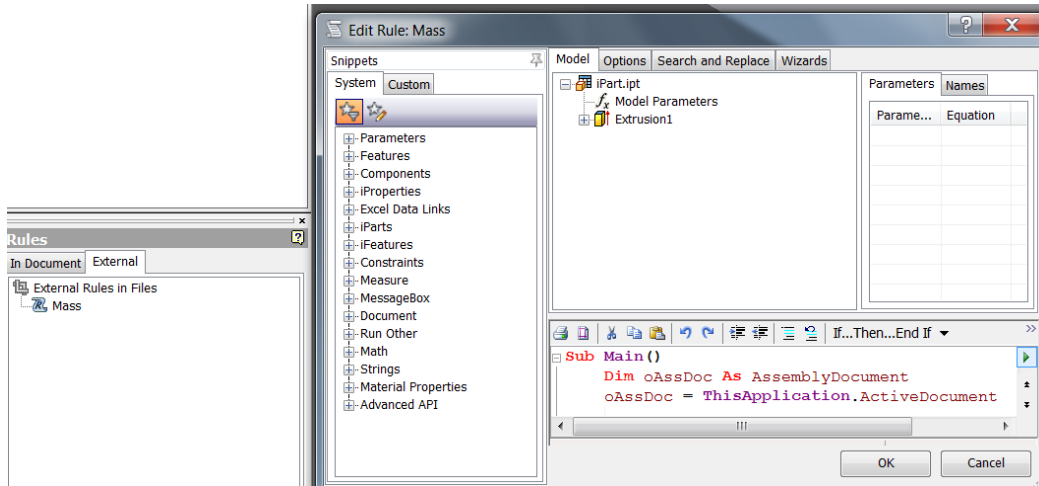 Edit Rule: Mass
Snippets
System Custom
Parameters
Features
Components
iProperties
Excel Data Links
iParts
iFeatures
Constraints
Measure
MessageBox
Document
Run Other
Math
Strings
Material Properties
Advanced API
Model Options Search and Replace Wizards
iPart.ipt
fx Model Parameters
Extrusion1
Parameters Names
Parame... Equation
If...Then...End If
Sub Main()
Dim oAssDoc As AssemblyDocument
oAssDoc = ThisApplication.ActiveDocument
OK Cancel
Rules
In Document External
External Rules in Files
Mass